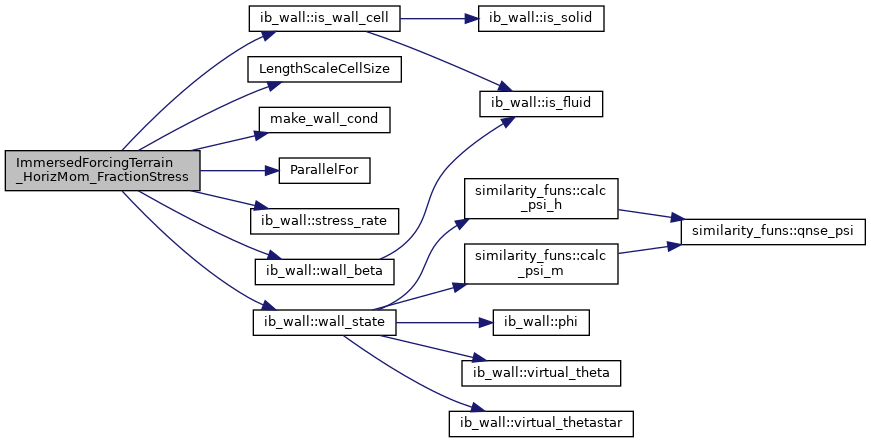 ImmersedForcingTerrain
_HorizMom_FractionStress
ib_wall::is_wall_cell
LengthScaleCellSize
make_wall_cond
ParallelFor
ib_wall::stress_rate
ib_wall::wall_beta
ib_wall::wall_state
ib_wall::is_solid
ib_wall::is_fluid
similarity_funs::calc
_psi_h
similarity_funs::calc
_psi_m
ib_wall::phi
ib_wall::virtual_theta
ib_wall::virtual_thetastar
similarity_funs::qnse_psi